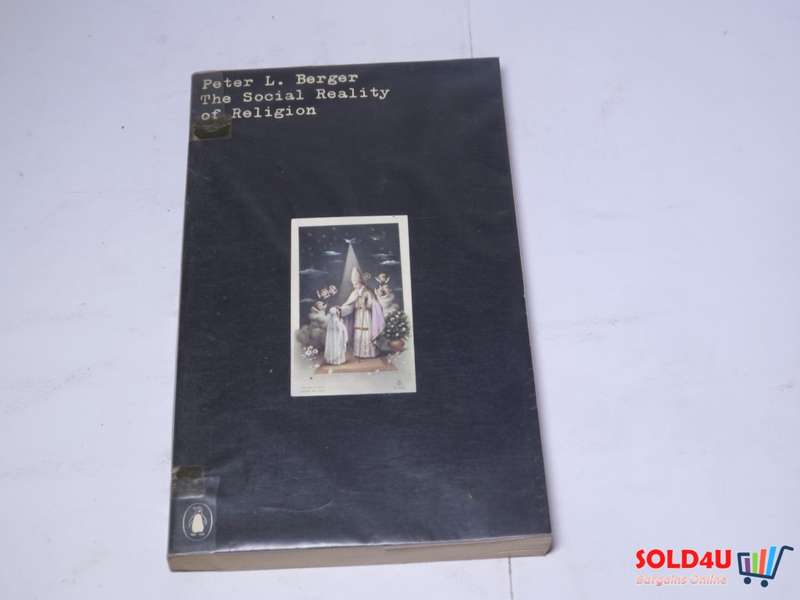 Peter L. Berger
The Social Reality
of Religion
SOLD4U
Bargains Online